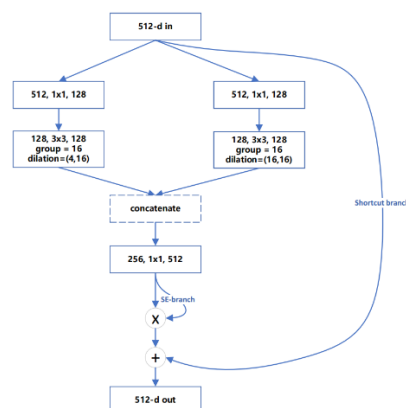 512-d in
512, 1x1, 128
512, 1x1, 128
128, 3x3, 128
group = 16
dilation=(4,16)
128, 3x3, 128
group = 16
dilation=(16,16)
Shortcut branch
concatenate
256, 1x1, 512
SE-branch
X
+
512-d out